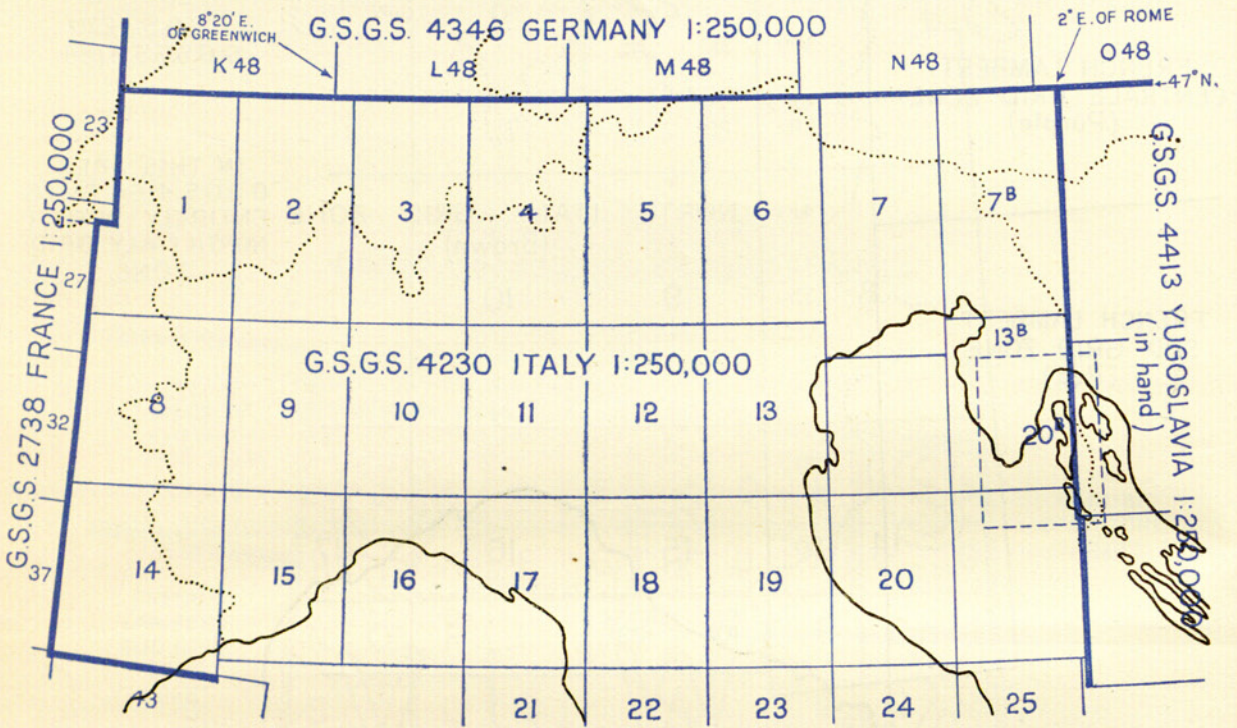 8°20' E.
OF GREENWICH
G.S.G.S. 4346 GERMANY 1:250,000
2° E. OF ROME
K 48
L 48
M 48
N 48
O 48
47° N.
G.S.G.S. 2738 FRANCE 1:250,000
23
27
32
37
43
1
2
3
4
5
6
7
7B
G.S.G.S. 4230 ITALY 1:250,000
8
9
10
11
12
13
13B
20B
14
15
16
17
18
19
20
21
22
23
25
G.S.G.S. 4413 YUGOSLAVIA 1:250,000
(in hand)